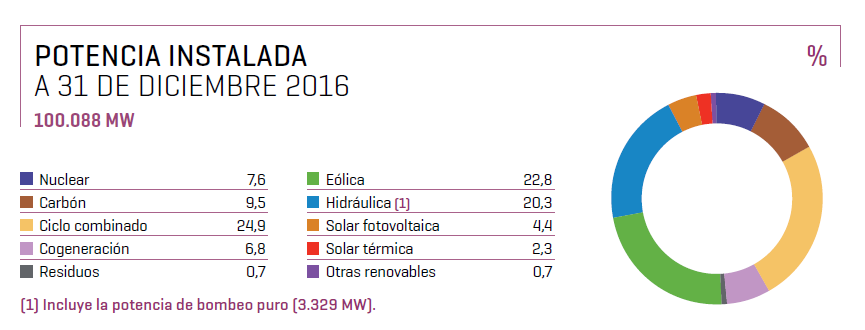 POTENCIA INSTALADA
%
A 31 DE DICIEMBRE 2016
100.088 MW
Nuclear 7,6
Carbón 9,5
Ciclo combinado 24,9
Cogeneración 6,8
Residuos 0,7
Eólica 22,8
Hidráulica (1) 20,3
Solar fotovoltaica 4,4
Solar térmica 2,3
Otras renovables 0,7
(1) Incluye la potencia de bombeo puro (3.329 MW).